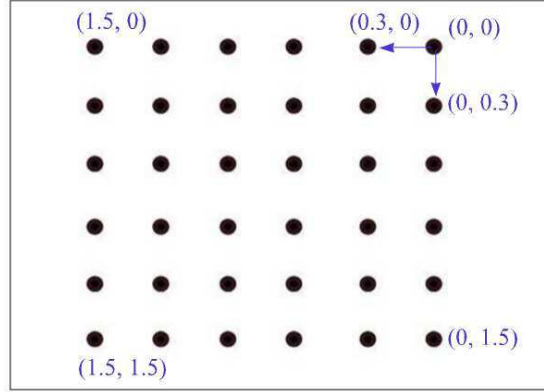 (1.5, 0) (0.3, 0) (0, 0)
(0, 0.3)
(0, 1.5)
(1.5, 1.5)